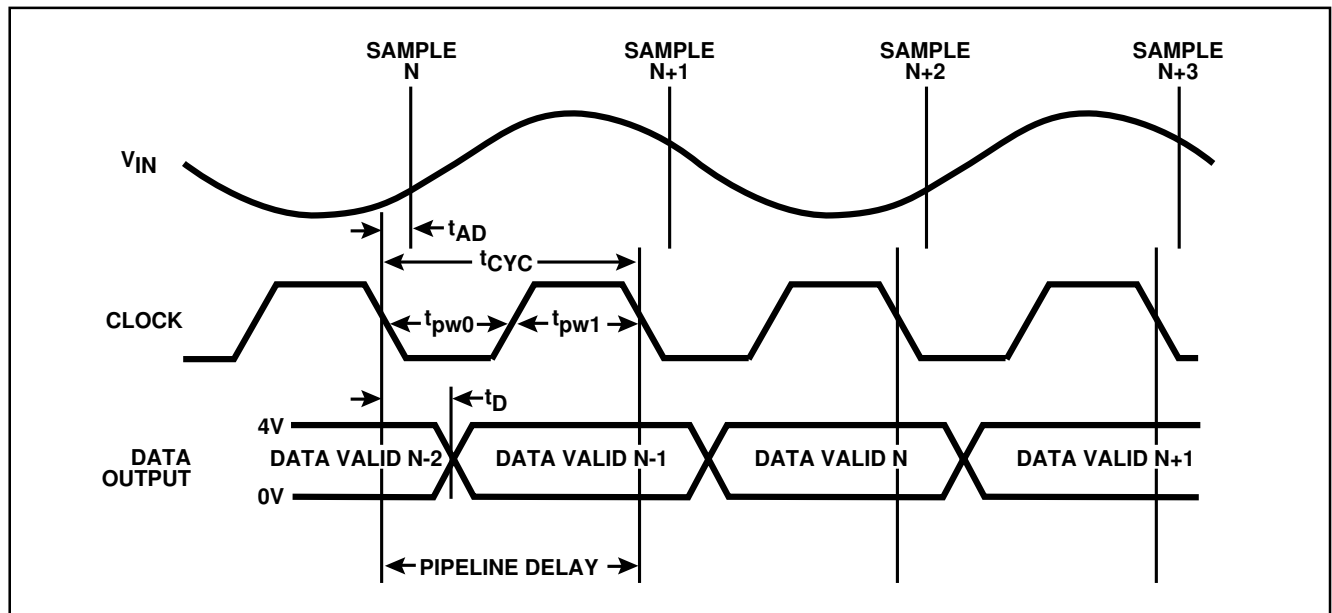 SAMPLE
N
SAMPLE
N+1
SAMPLE
N+2
SAMPLE
N+3
VIN
tAD
tCYC
CLOCK
tpw0
tpw1
tD
4V
DATA
OUTPUT
DATA VALID N-2
DATA VALID N-1
DATA VALID N
DATA VALID N+1
0V
PIPELINE DELAY